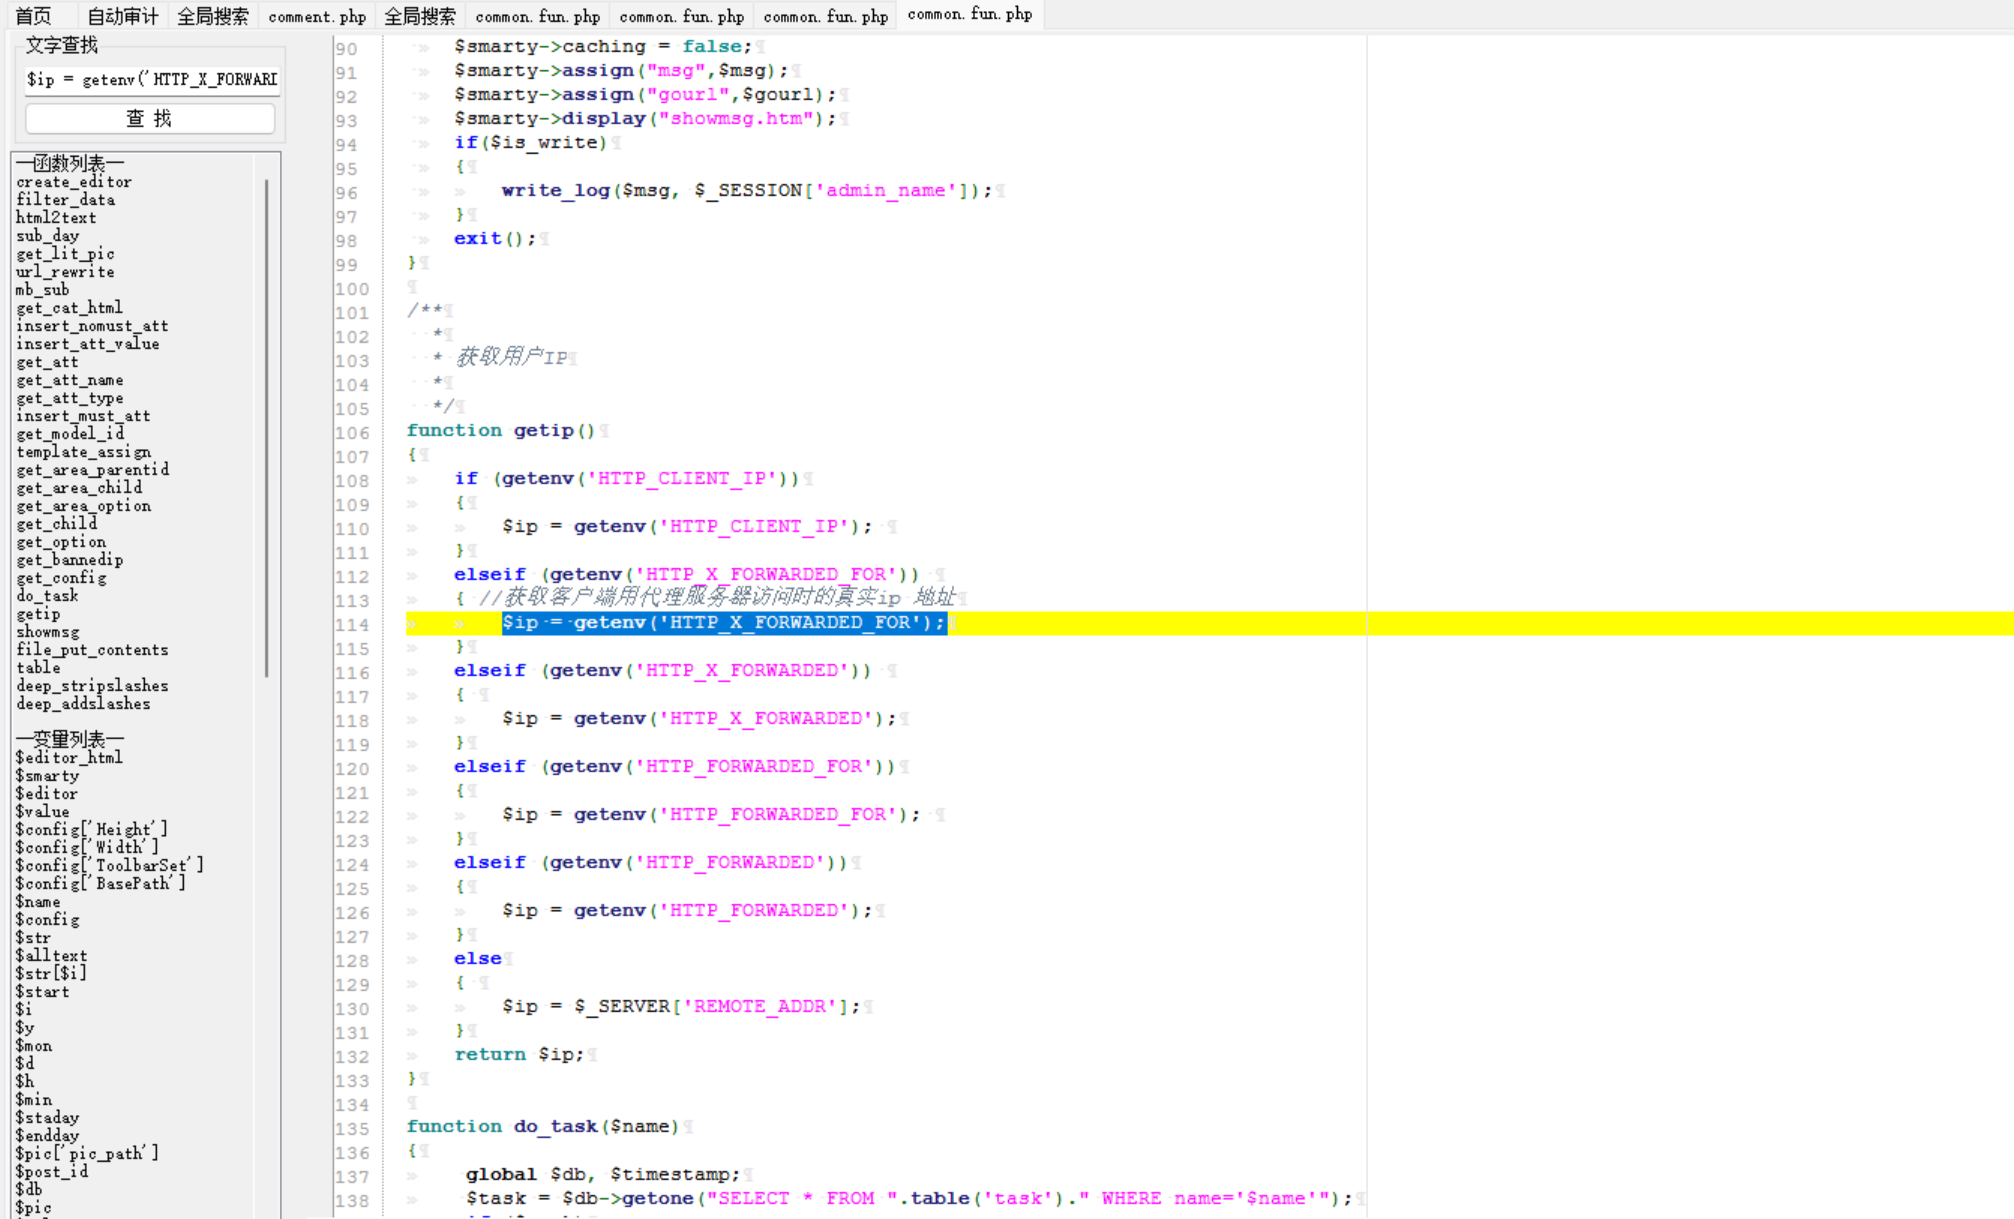 首页 自动审计 全局搜索 comment.php 全局搜索 common.fun.php common.fun.php common.fun.php common.fun.php
文字查找
$ip = getenv('HTTP_X_FORWARD
查 找
—函数列表—
create_editor
filter_data
html2text
sub_day
get_lit_pic
url_rewrite
mb_sub
get_cat_html
insert_nomust_att
insert_att_value
get_att
get_att_name
get_att_type
insert_must_att
get_model_id
template_assign
get_area_parentid
get_area_child
get_area_option
get_child
get_option
get_bannedip
get_config
do_task
getip
showmsg
file_put_contents
table
deep_stripslashes
deep_addslashes
—变量列表—
$editor_html
$smarty
$editor
$value
$config['Height']
$config['Width']
$config['ToolbarSet']
$config['BasePath']
$name
$config
$str
$alltext
$str[$i]
$start
$i
$y
$mon
$d
$h
$min
$staday
$endday
$pic['pic_path']
$post_id
$db
$pic
90 $smarty->caching = false;
91 $smarty->assign("msg",$msg);
92 $smarty->assign("gourl",$gourl);
93 $smarty->display("showmsg.htm");
94 if($is_write)
95 {
96 write_log($msg, $_SESSION['admin_name']);
97 }
98 exit();
99 }
100
101 /**
102 *
103 * 获取用户IP
104 *
105 */
106 function getip()
107 {
108 if (getenv('HTTP_CLIENT_IP'))
109 {
110 $ip = getenv('HTTP_CLIENT_IP');
111 }
112 elseif (getenv('HTTP_X_FORWARDED_FOR'))
113 { //获取客户端用代理服务器访问时的真实ip 地址
114 $ip = getenv('HTTP_X_FORWARDED_FOR');
115 }
116 elseif (getenv('HTTP_X_FORWARDED'))
117 {
118 $ip = getenv('HTTP_X_FORWARDED');
119 }
120 elseif (getenv('HTTP_FORWARDED_FOR'))
121 {
122 $ip = getenv('HTTP_FORWARDED_FOR');
123 }
124 elseif (getenv('HTTP_FORWARDED'))
125 {
126 $ip = getenv('HTTP_FORWARDED');
127 }
128 else
129 {
130 $ip = $_SERVER['REMOTE_ADDR'];
131 }
132 return $ip;
133 }
134
135 function do_task($name)
136 {
137 global $db, $timestamp;
138 $task = $db->getone("SELECT * FROM ".table('task')." WHERE name='$name'");